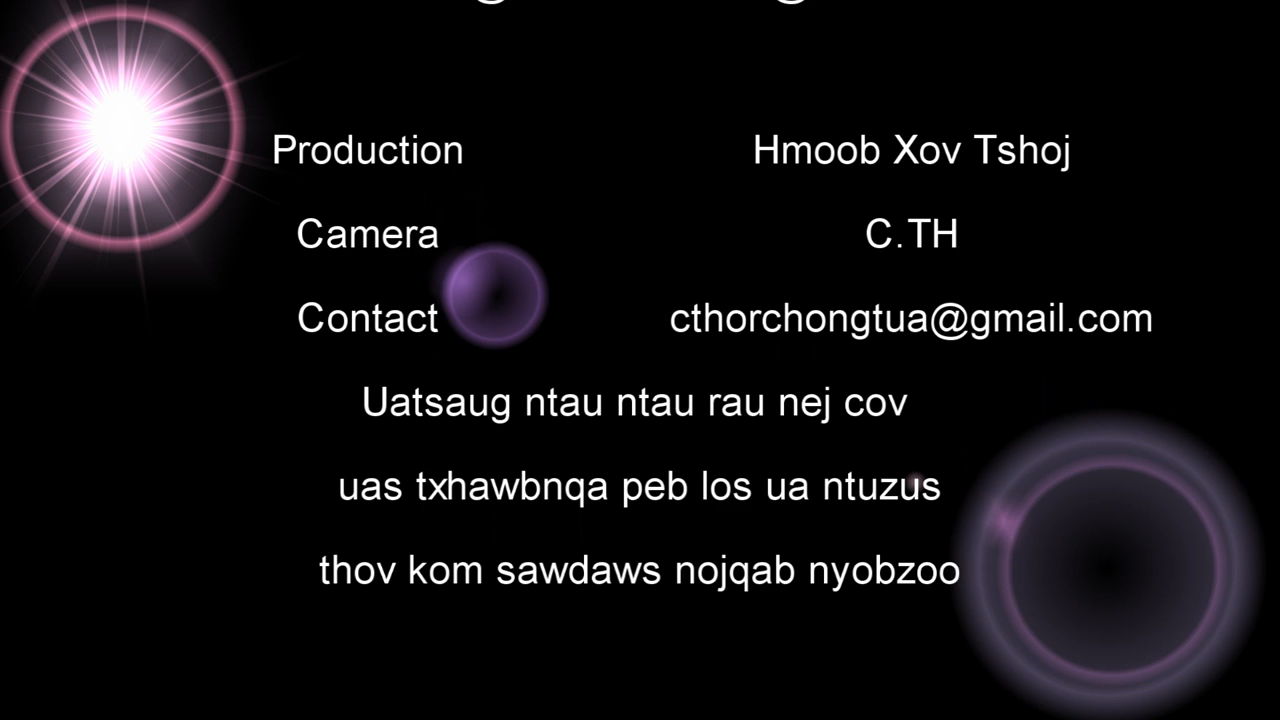 Production Hmoob Xov Tshoj
Camera C.TH
Contact cthorchongtua@gmail.com
Uatsaug ntau ntau rau nej cov
uas txhawbnqa peb los ua ntuzus
thov kom sawdaws nojqab nyobzoo